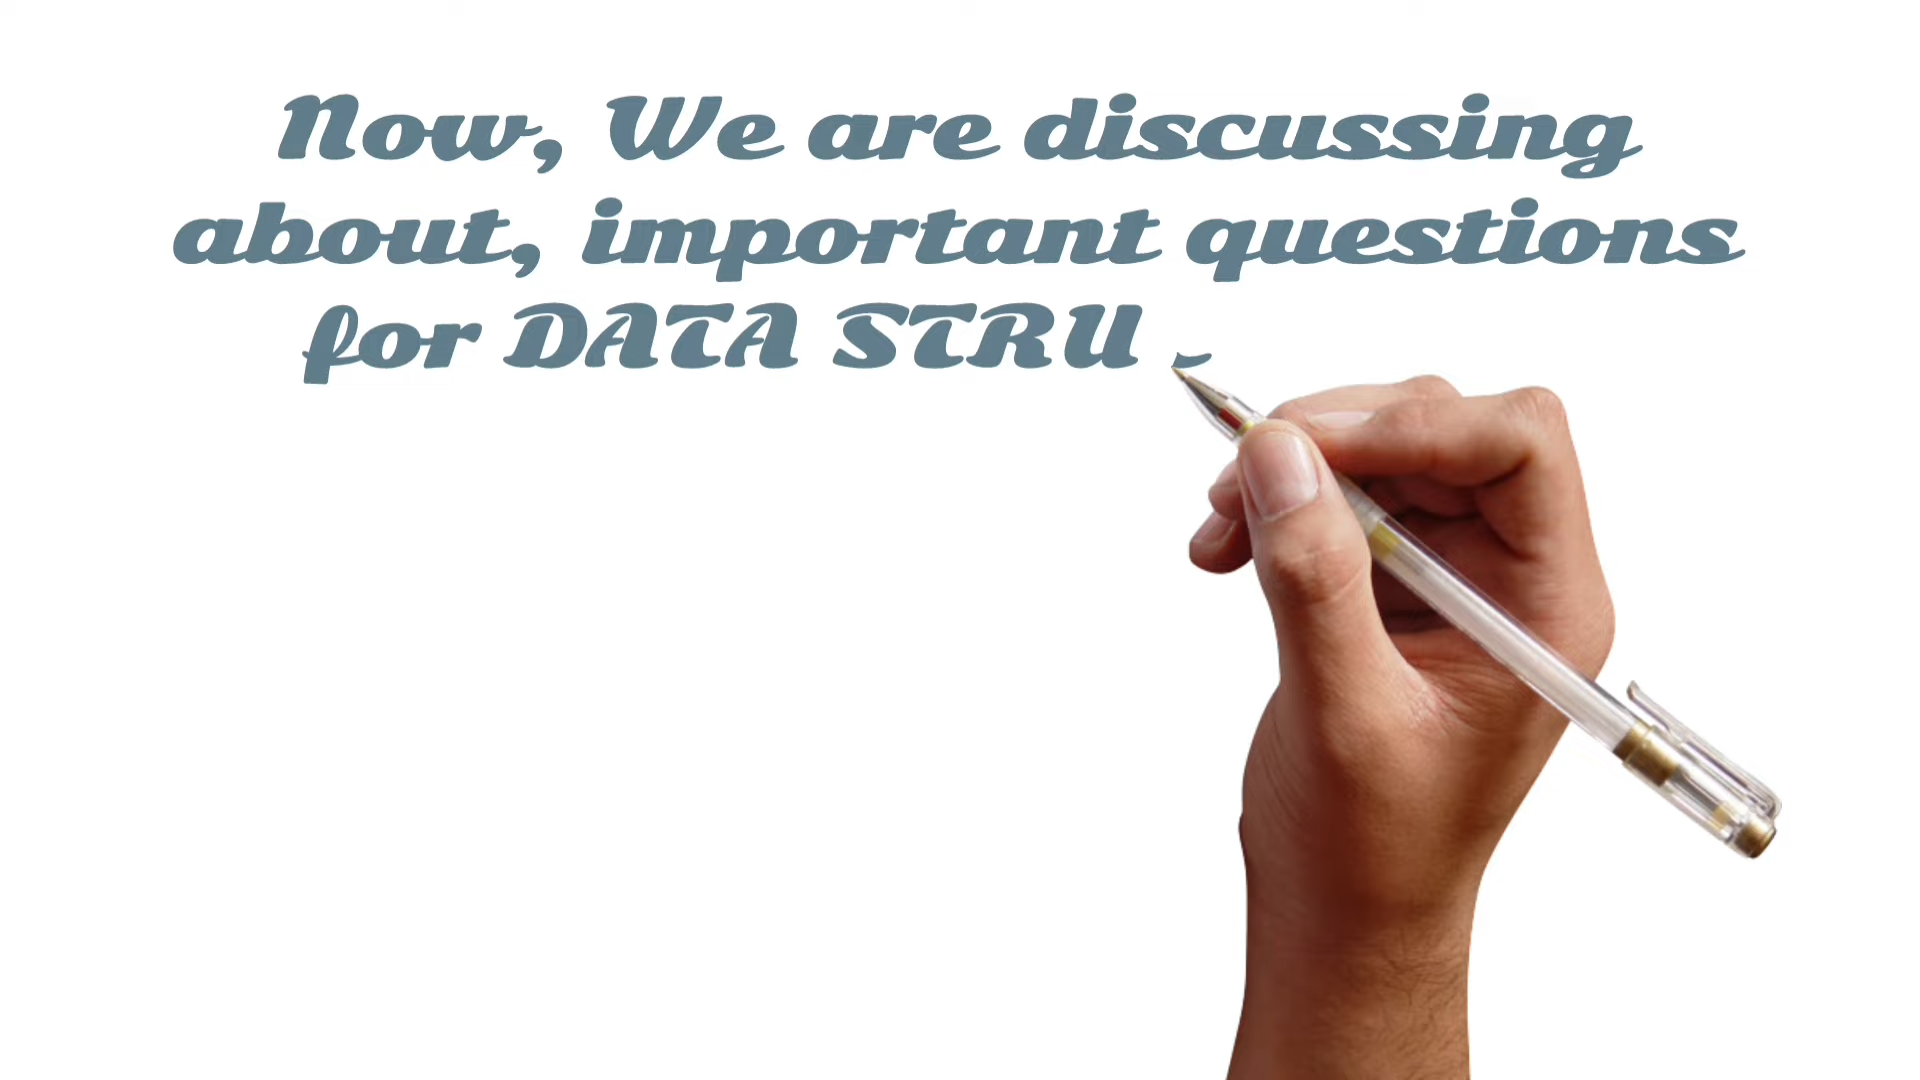 Now, We are discussing
about, important questions
for DATA STRU